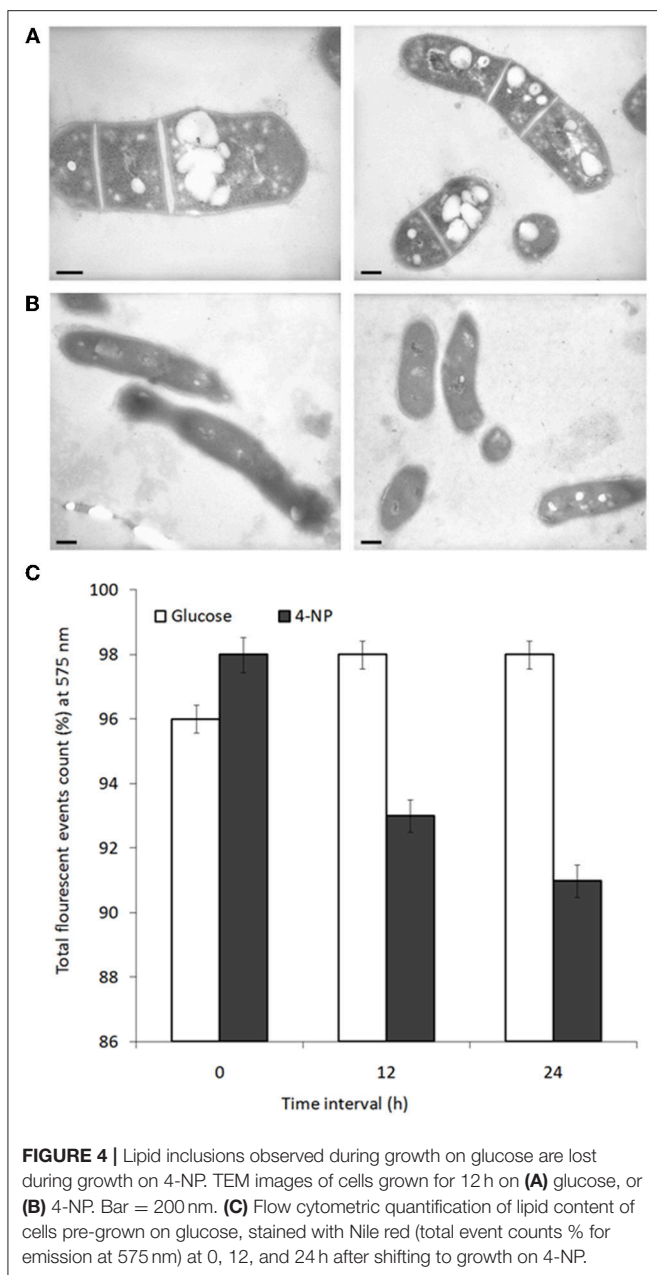 A
B
C
100
98
96
94
92
90
88
86
Total flourescent events count (%) at 575 nm
Glucose
4-NP
0
12
24
Time interval (h)
FIGURE 4 | Lipid inclusions observed during growth on glucose are lost
during growth on 4-NP. TEM images of cells grown for 12 h on (A) glucose, or
(B) 4-NP. Bar = 200 nm. (C) Flow cytometric quantification of lipid content of
cells pre-grown on glucose, stained with Nile red (total event counts % for
emission at 575 nm) at 0, 12, and 24 h after shifting to growth on 4-NP.